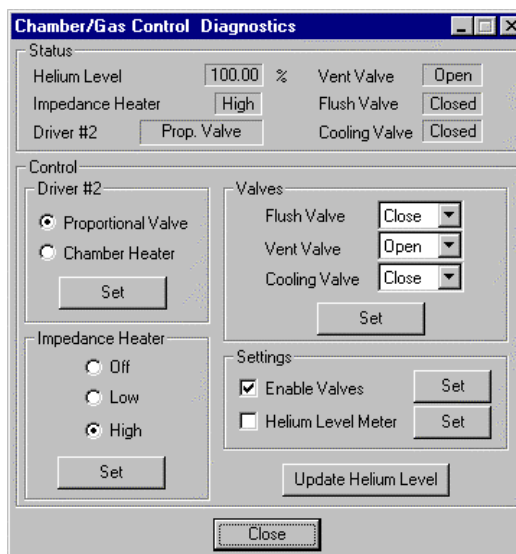 Chamber/Gas Control Diagnostics
Status
Helium Level 100.00 % Vent Valve Open
Impedance Heater High Flush Valve Closed
Driver #2 Prop. Valve Cooling Valve Closed
Control
Driver #2
Proportional Valve
Chamber Heater
Set
Valves
Flush Valve Close
Vent Valve Open
Cooling Valve Close
Set
Impedance Heater
Off
Low
High
Set
Settings
Enable Valves Set
Helium Level Meter Set
Update Helium Level
Close